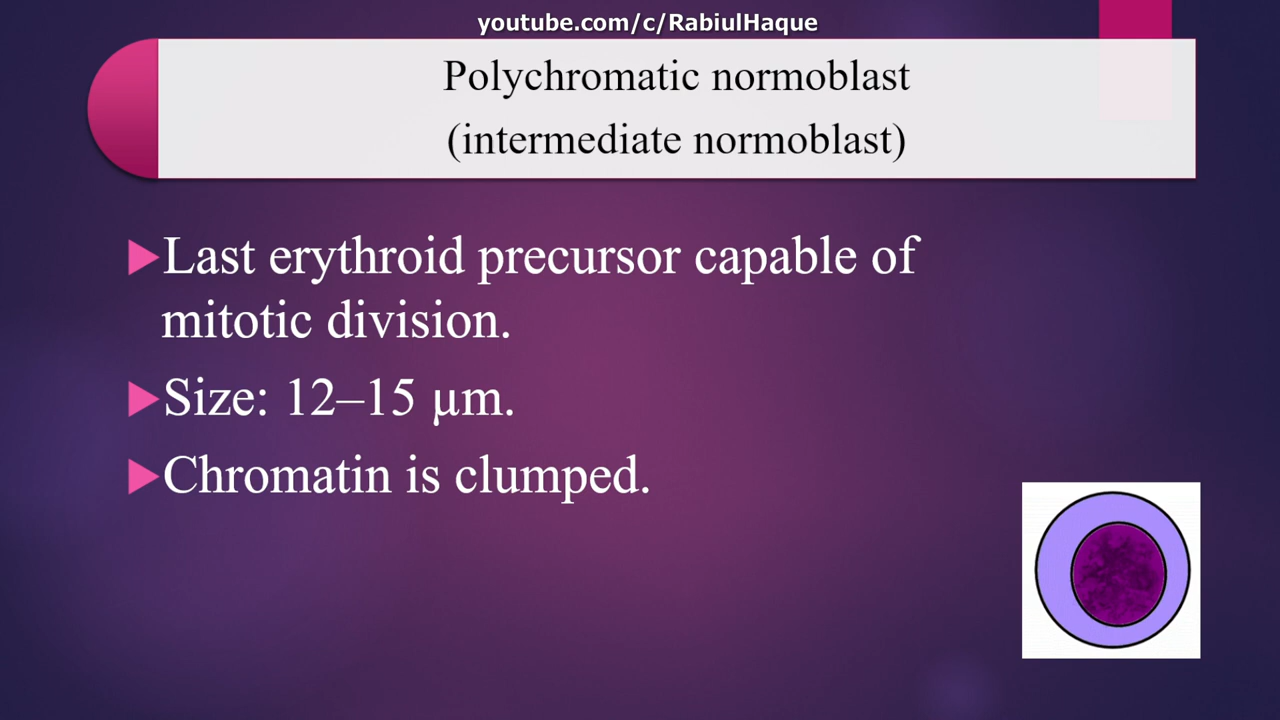 youtube.com/c/RabiulHaque
Polychromatic normoblast
(intermediate normoblast)
Last erythroid precursor capable of
mitotic division.
Size: 12–15 µm.
Chromatin is clumped.